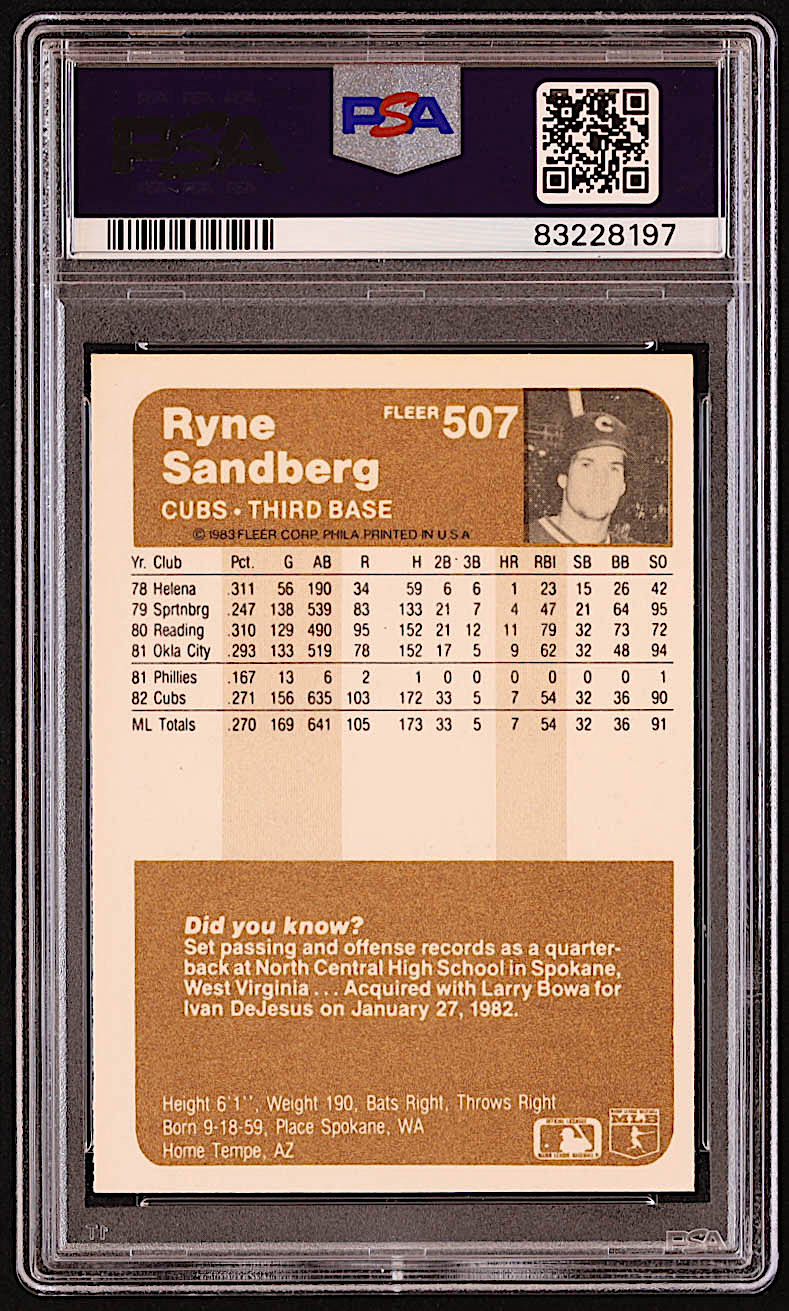 PSA
PSA
83228197
Ryne
Sandberg
FLEER 507
CUBS • THIRD BASE
© 1983 FLEER CORP. PHILA. PRINTED IN U S A
Yr. Club Pct. G AB R H 2B 3B HR RBI SB BB SO
78 Helena .311 56 190 34 59 6 6 1 23 15 26 42
79 Sprtnbrg .247 138 539 83 133 21 7 4 47 21 64 95
80 Reading .310 129 490 95 152 21 12 11 79 32 73 72
81 Okla City .293 133 519 78 152 17 5 9 62 32 48 94
81 Phillies .167 13 6 2 1 0 0 0 0 0 0 1
82 Cubs .271 156 635 103 172 33 5 7 54 32 36 90
ML Totals .270 169 641 105 173 33 5 7 54 32 36 91
Did you know?
Set passing and offense records as a quarter-
back at North Central High School in Spokane,
West Virginia ... Acquired with Larry Bowa for
Ivan DeJesus on January 27, 1982.
Height 6'1'', Weight 190, Bats Right, Throws Right
Born 9-18-59, Place Spokane, WA
Home Tempe, AZ
MLB
PSA